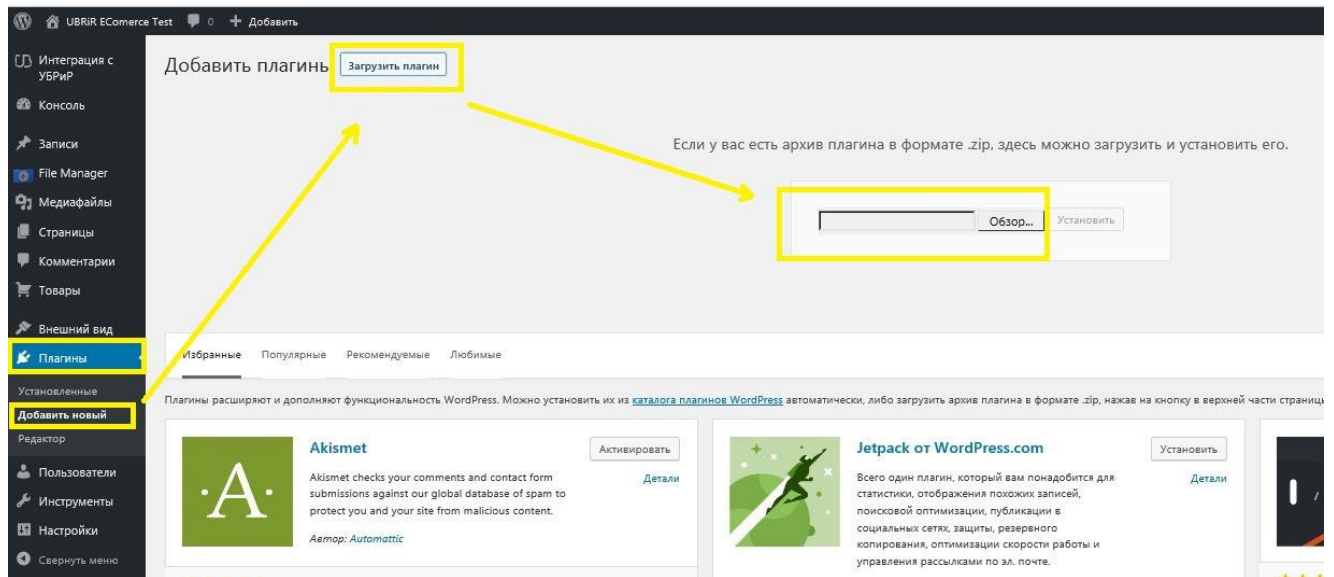 UBRiR EComerce Test 0 + Добавить
Интеграция с
УБРиР
Консоль
Записи
File Manager
Медиафайлы
Страницы
Комментарии
Товары
Внешний вид
Плагины
Установленные
Добавить новый
Редактор
Пользователи
Инструменты
Настройки
Свернуть меню
Добавить плагины Загрузить плагин
Если у вас есть архив плагина в формате .zip, здесь можно загрузить и установить его.
Обзор... Установить
Избранные Популярные Рекомендуемые Любимые
Плагины расширяют и дополняют функциональность WordPress. Можно установить их из каталога плагинов WordPress автоматически, либо загрузить архив плагина в формате .zip, нажав на кнопку в верхней части страницы
Akismet
Активировать
Детали
Akismet checks your comments and contact form
submissions against our global database of spam to
protect you and your site from malicious content.
Автор: Automattic
Jetpack от WordPress.com
Установить
Детали
Всего один плагин, который вам понадобится для
статистики, отображения похожих записей,
поисковой оптимизации, публикации в
социальных сетях, защиты, резервного
копирования, оптимизации скорости работы и
управления рассылками по эл. почте.